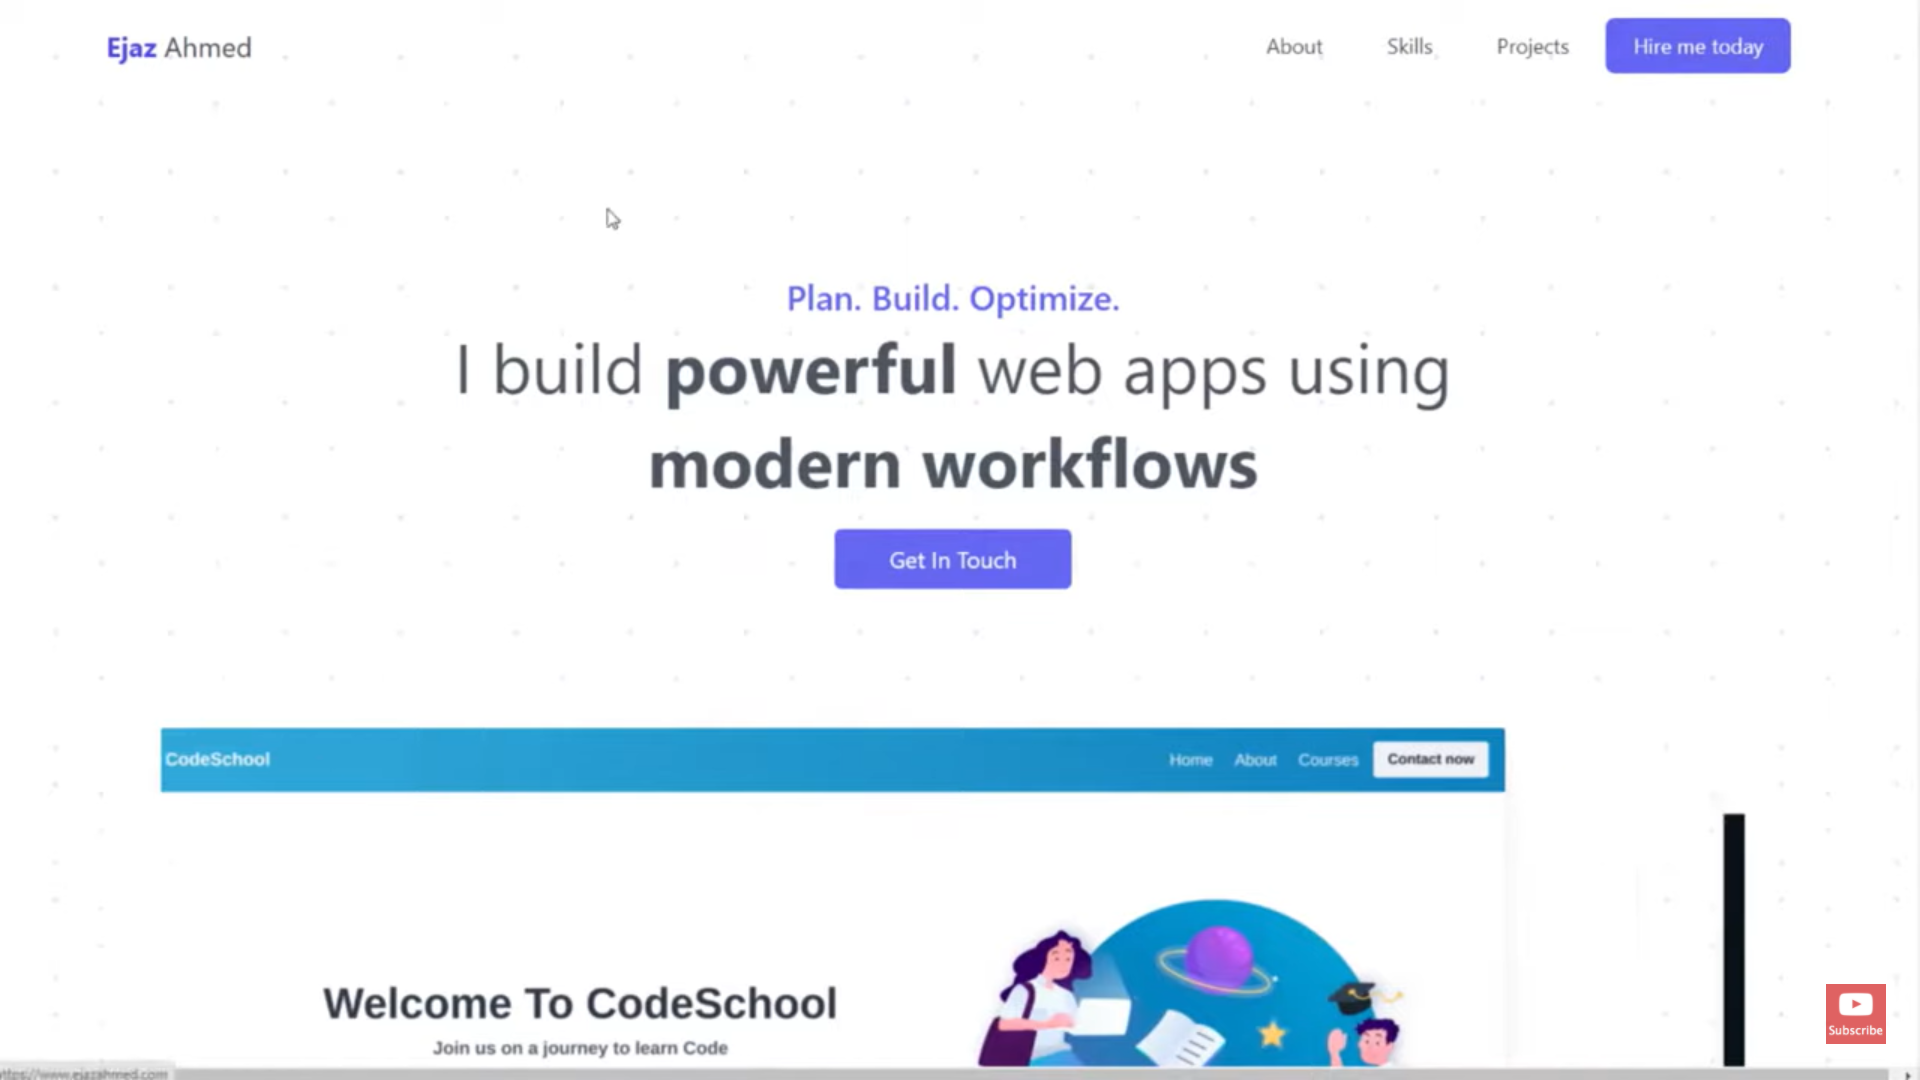 Ejaz Ahmed
About Skills Projects Hire me today
Plan. Build. Optimize.
I build powerful web apps using
modern workflows
Get In Touch
CodeSchool
Home About Courses Contact now
Welcome To CodeSchool
Join us on a journey to learn Code
Subscribe
https://www.ejazahmed.com